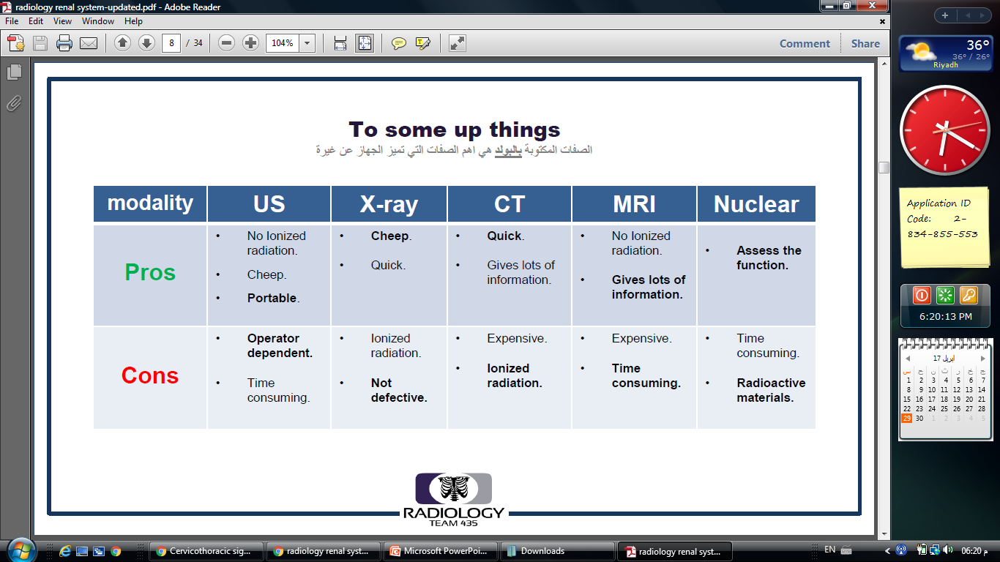 radiology renal system-updated.pdf - Adobe Reader
File Edit View Window Help
8 / 34
104%
Comment
Share
To some up things
الصفات المكتوبة بالبولد هي اهم الصفات التي تميز الجهاز عن غيرة
modality US X-ray CT MRI Nuclear
Pros
• No Ionized
radiation.
• Cheep.
• Portable.
• Cheep.
• Quick.
• Quick.
• Gives lots of
information.
• No Ionized
radiation.
• Gives lots of
information.
• Assess the
function.
Cons
• Operator
dependent.
• Time
consuming.
• Ionized
radiation.
• Not
defective.
• Expensive.
• Ionized
radiation.
• Expensive.
• Time
consuming.
• Time
consuming.
• Radioactive
materials.
RADIOLOGY
TEAM 435
36°
36° / 26°
Riyadh
Application ID
Code: 2-
834-855-553
6:20:13 PM
ابريل 17
س ح ن ث ر خ ج
1 2 3 4 5 6 7
8 9 10 11 12 13 14
15 16 17 18 19 20 21
22 23 24 25 26 27 28
29 30 1 2 3 4 5
Cervicothoracic sig...
radiology renal syst...
Microsoft PowerPoi...
Downloads
radiology renal syst...
EN
06:20 م